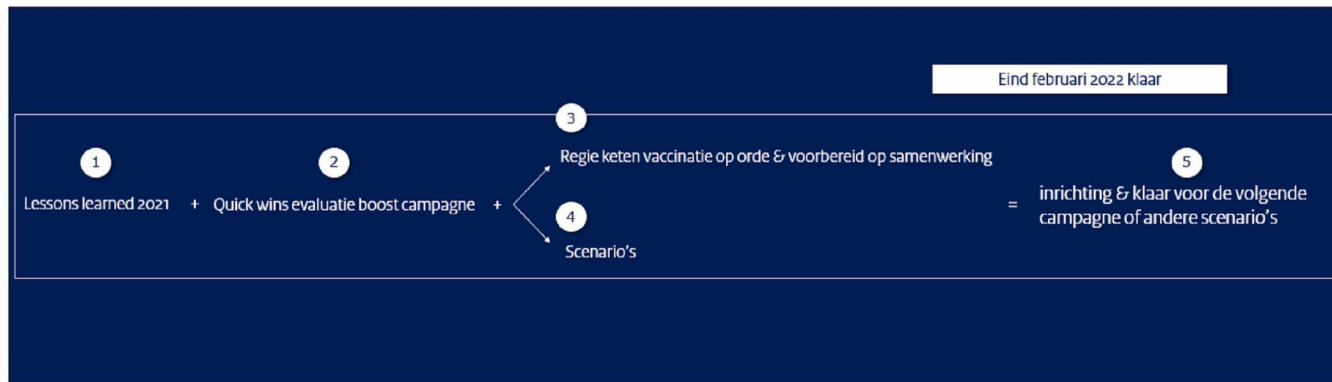 Eind februari 2022 klaar
3
Regie keten vaccinatie op orde & voorbereid op samenwerking
1
Lessons learned 2021
+
2
Quick wins evaluatie boost campagne
+
4
Scenario's
=
5
inrichting & klaar voor de volgende
campagne of andere scenario's